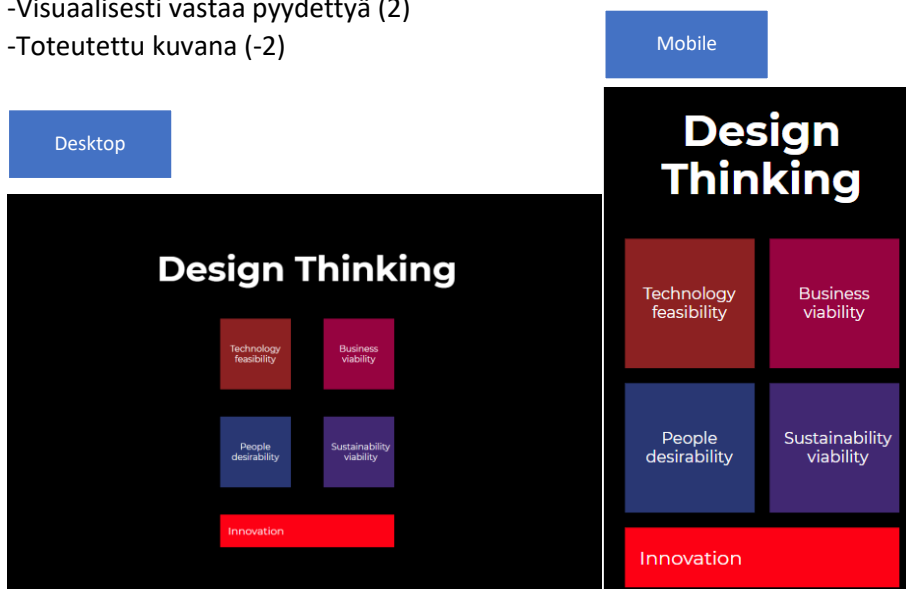 -Visuaalisesti vastaa pyydettyä (2)
-Toteutettu kuvana (-2)
Mobile
Desktop
Design Thinking
Technology
feasibility
Business
viability
People
desirability
Sustainability
viability
Innovation
Design
Thinking
Technology
feasibility
Business
viability
People
desirability
Sustainability
viability
Innovation